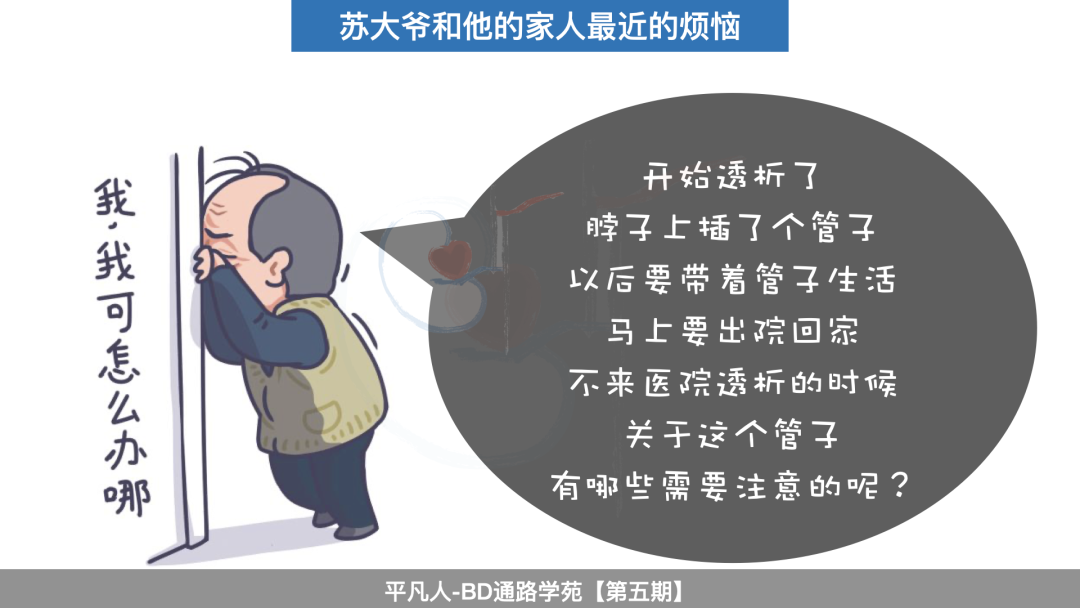 苏大爷和他的家人最近的烦恼
我,我可怎么办哪
开始透析了
脖子上插了个管子
以后要带着管子生活
马上要出院回家
不来医院透析的时候
关于这个管子
有哪些需要注意的呢？
平凡人-BD通路学苑【第五期】